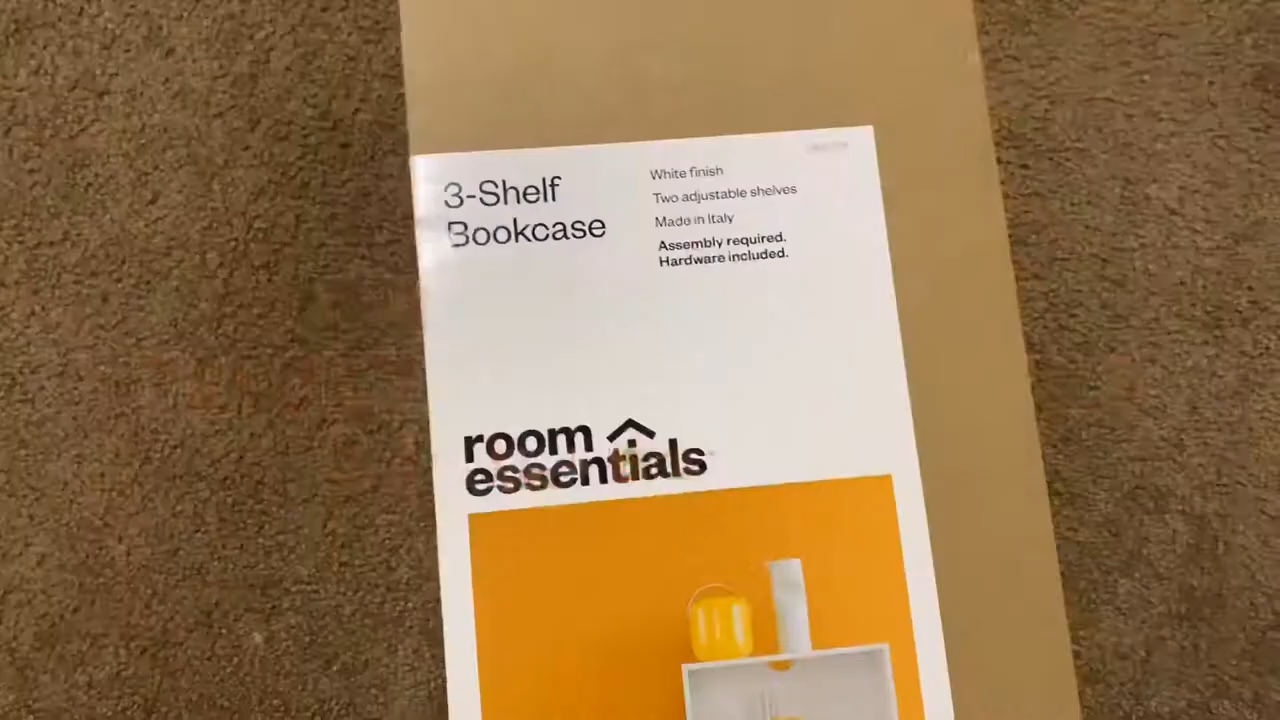 3-Shelf
Bookcase
White finish
Two adjustable shelves
Made in Italy
Assembly required.
Hardware included.
room
essentials